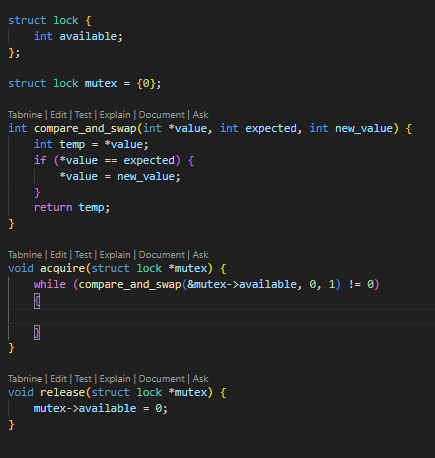 struct lock {
    int available;
};
struct lock mutex = {0};
Tabnine | Edit | Test | Explain | Document | Ask
int compare_and_swap(int *value, int expected, int new_value) {
    int temp = *value;
    if (*value == expected) {
        *value = new_value;
    }
    return temp;
}
Tabnine | Edit | Test | Explain | Document | Ask
void acquire(struct lock *mutex) {
    while (compare_and_swap(&mutex->available, 0, 1) != 0)
    {
    }
}
Tabnine | Edit | Test | Explain | Document | Ask
void release(struct lock *mutex) {
    mutex->available = 0;
}